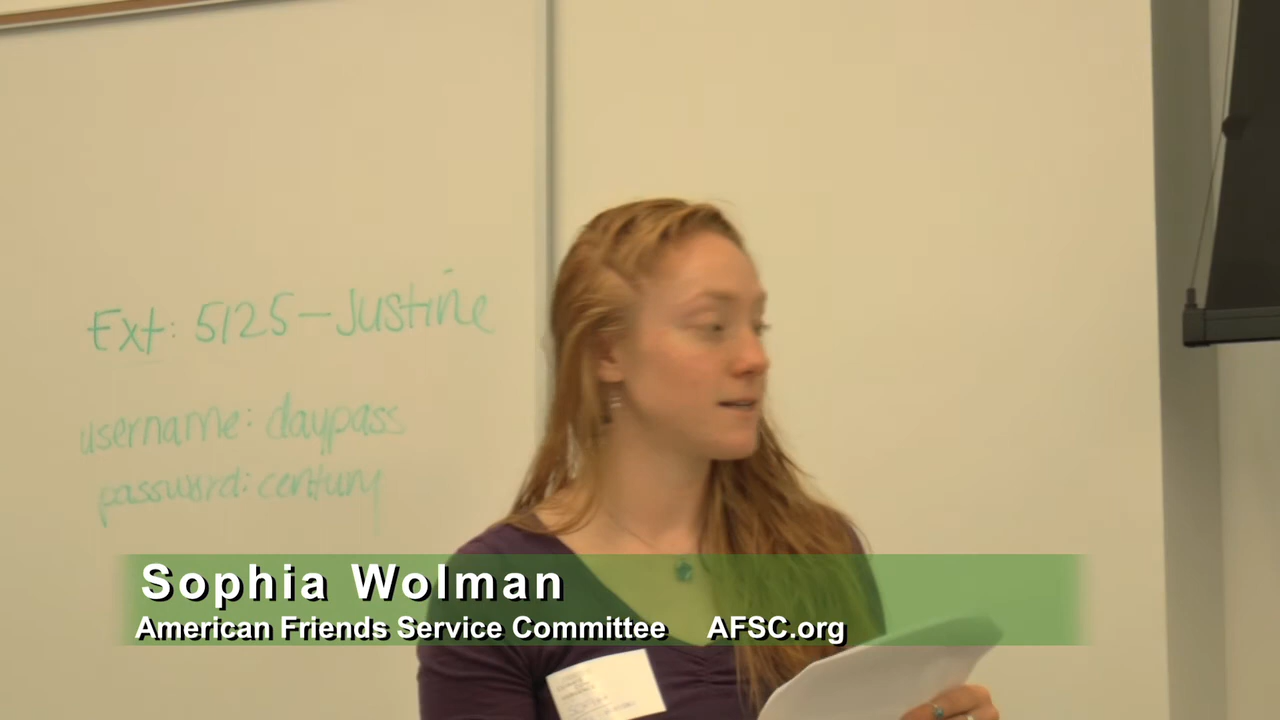 Ext: 5125 - Justine
username: daypass
password: century
Sophia Wolman
American Friends Service Committee AFSC.org